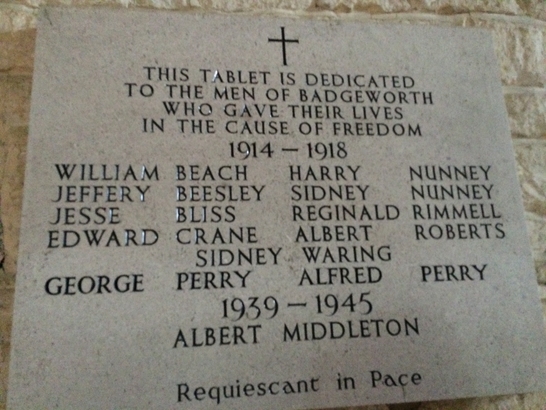 THIS TABLET IS DEDICATED
TO THE MEN OF BADGEWORTH
WHO GAVE THEIR LIVES
IN THE CAUSE OF FREEDOM
1914 – 1918
WILLIAM BEACH HARRY NUNNEY
JEFFERY BEESLEY SIDNEY NUNNEY
JESSE BLISS REGINALD RIMMELL
EDWARD CRANE ALBERT ROBERTS
SIDNEY WARING
GEORGE PERRY ALFRED PERRY
1939 – 1945
ALBERT MIDDLETON
Requiescant in Pace